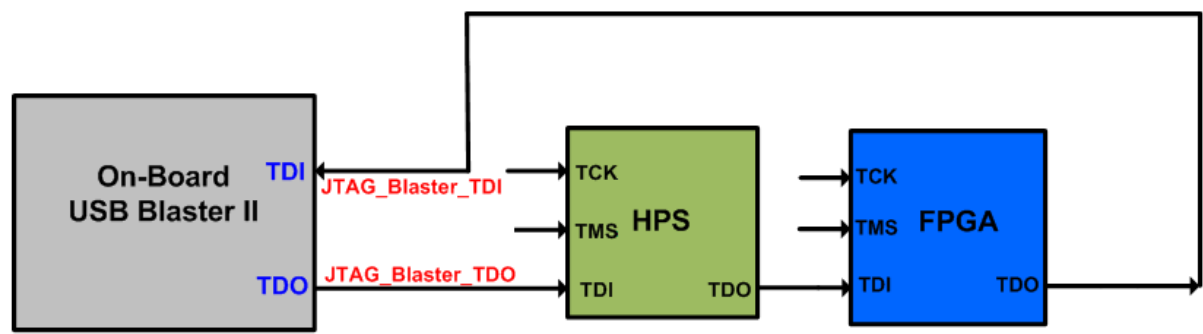 On-Board
USB Blaster II
TDI
TDO
JTAG_Blaster_TDI
JTAG_Blaster_TDO
TCK
TMS
HPS
TDI
TDO
TCK
TMS
FPGA
TDI
TDO